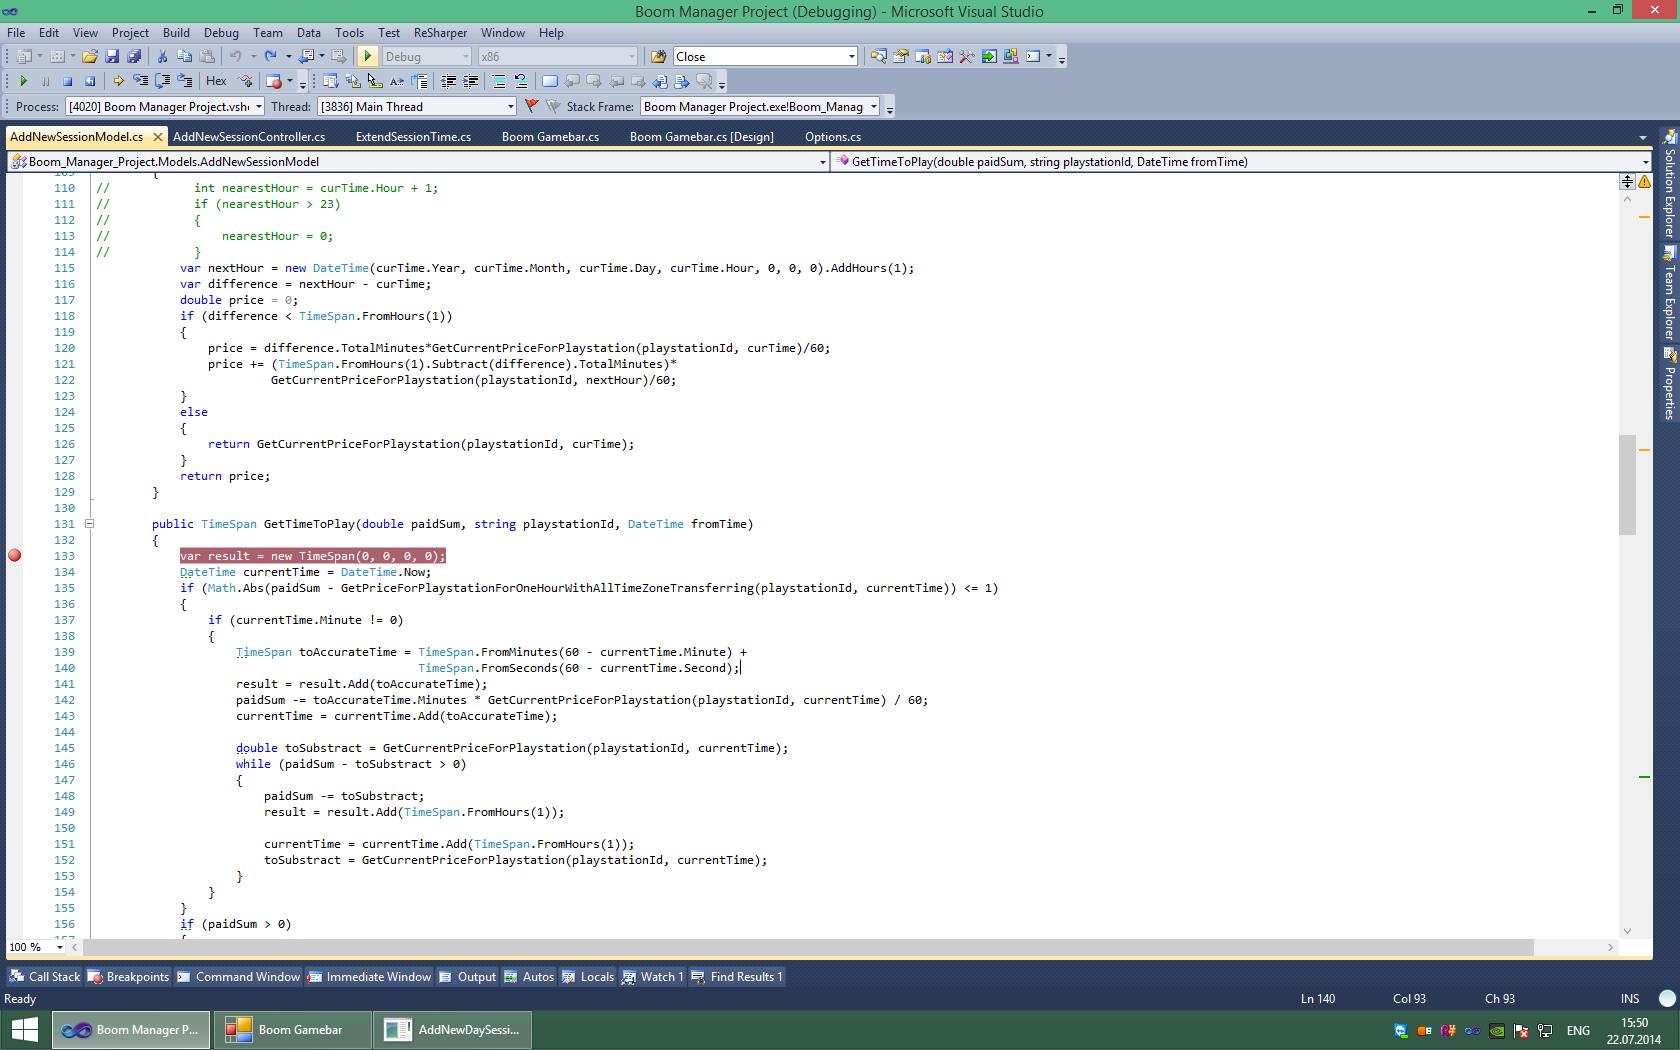 Boom Manager Project (Debugging) - Microsoft Visual Studio
File Edit View Project Build Debug Team Data Tools Test ReSharper Window Help
Debug x86 Close
Hex
Process: [4020] Boom Manager Project.vsh Thread: [3836] Main Thread Stack Frame: Boom Manager Project.exe!Boom_Manag
AddNewSessionModel.cs AddNewSessionController.cs ExtendSessionTime.cs Boom Gamebar.cs Boom Gamebar.cs [Design] Options.cs
Boom_Manager_Project.Models.AddNewSessionModel GetTimeToPlay(double paidSum, string playstationId, DateTime fromTime)
109 {
110 // int nearestHour = curTime.Hour + 1;
111 // if (nearestHour > 23)
112 // {
113 // nearestHour = 0;
114 // }
115 var nextHour = new DateTime(curTime.Year, curTime.Month, curTime.Day, curTime.Hour, 0, 0, 0).AddHours(1);
116 var difference = nextHour - curTime;
117 double price = 0;
118 if (difference < TimeSpan.FromHours(1))
119 {
120 price = difference.TotalMinutes*GetCurrentPriceForPlaystation(playstationId, curTime)/60;
121 price += (TimeSpan.FromHours(1).Subtract(difference).TotalMinutes)*
122 GetCurrentPriceForPlaystation(playstationId, nextHour)/60;
123 }
124 else
125 {
126 return GetCurrentPriceForPlaystation(playstationId, curTime);
127 }
128 return price;
129 }
130
131 public TimeSpan GetTimeToPlay(double paidSum, string playstationId, DateTime fromTime)
132 {
133 var result = new TimeSpan(0, 0, 0, 0);
134 DateTime currentTime = DateTime.Now;
135 if (Math.Abs(paidSum - GetPriceForPlaystationForOneHourWithAllTimeZoneTransferring(playstationId, currentTime)) <= 1)
136 {
137 if (currentTime.Minute != 0)
138 {
139 TimeSpan toAccurateTime = TimeSpan.FromMinutes(60 - currentTime.Minute) +
140 TimeSpan.FromSeconds(60 - currentTime.Second);
141 result = result.Add(toAccurateTime);
142 paidSum -= toAccurateTime.Minutes * GetCurrentPriceForPlaystation(playstationId, currentTime) / 60;
143 currentTime = currentTime.Add(toAccurateTime);
144
145 double toSubstract = GetCurrentPriceForPlaystation(playstationId, currentTime);
146 while (paidSum - toSubstract > 0)
147 {
148 paidSum -= toSubstract;
149 result = result.Add(TimeSpan.FromHours(1));
150
151 currentTime = currentTime.Add(TimeSpan.FromHours(1));
152 toSubstract = GetCurrentPriceForPlaystation(playstationId, currentTime);
153 }
154 }
155 }
156 if (paidSum > 0)
157 {
100 %
Solution Explorer
Team Explorer
Properties
Call Stack Breakpoints Command Window Immediate Window Output Autos Locals Watch 1 Find Results 1
Ready Ln 140 Col 93 Ch 93 INS
Boom Manager P... Boom Gamebar AddNewDaySessi... ENG 15:50
22.07.2014